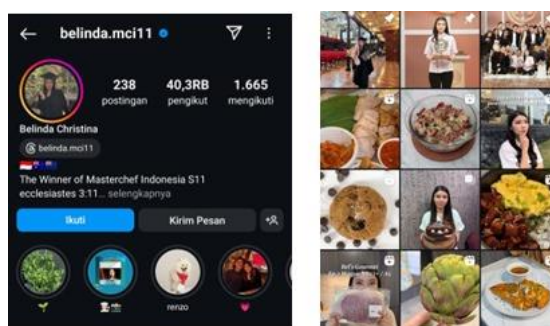 belinda.mci11
238 40,3RB 1.665
postingan pengikut mengikuti
Belinda Christina
belinda.mci11
The Winner of Masterchef Indonesia S11
ecclesiastes 3:11... selengkapnya
Ikuti Kirim Pesan
renzo